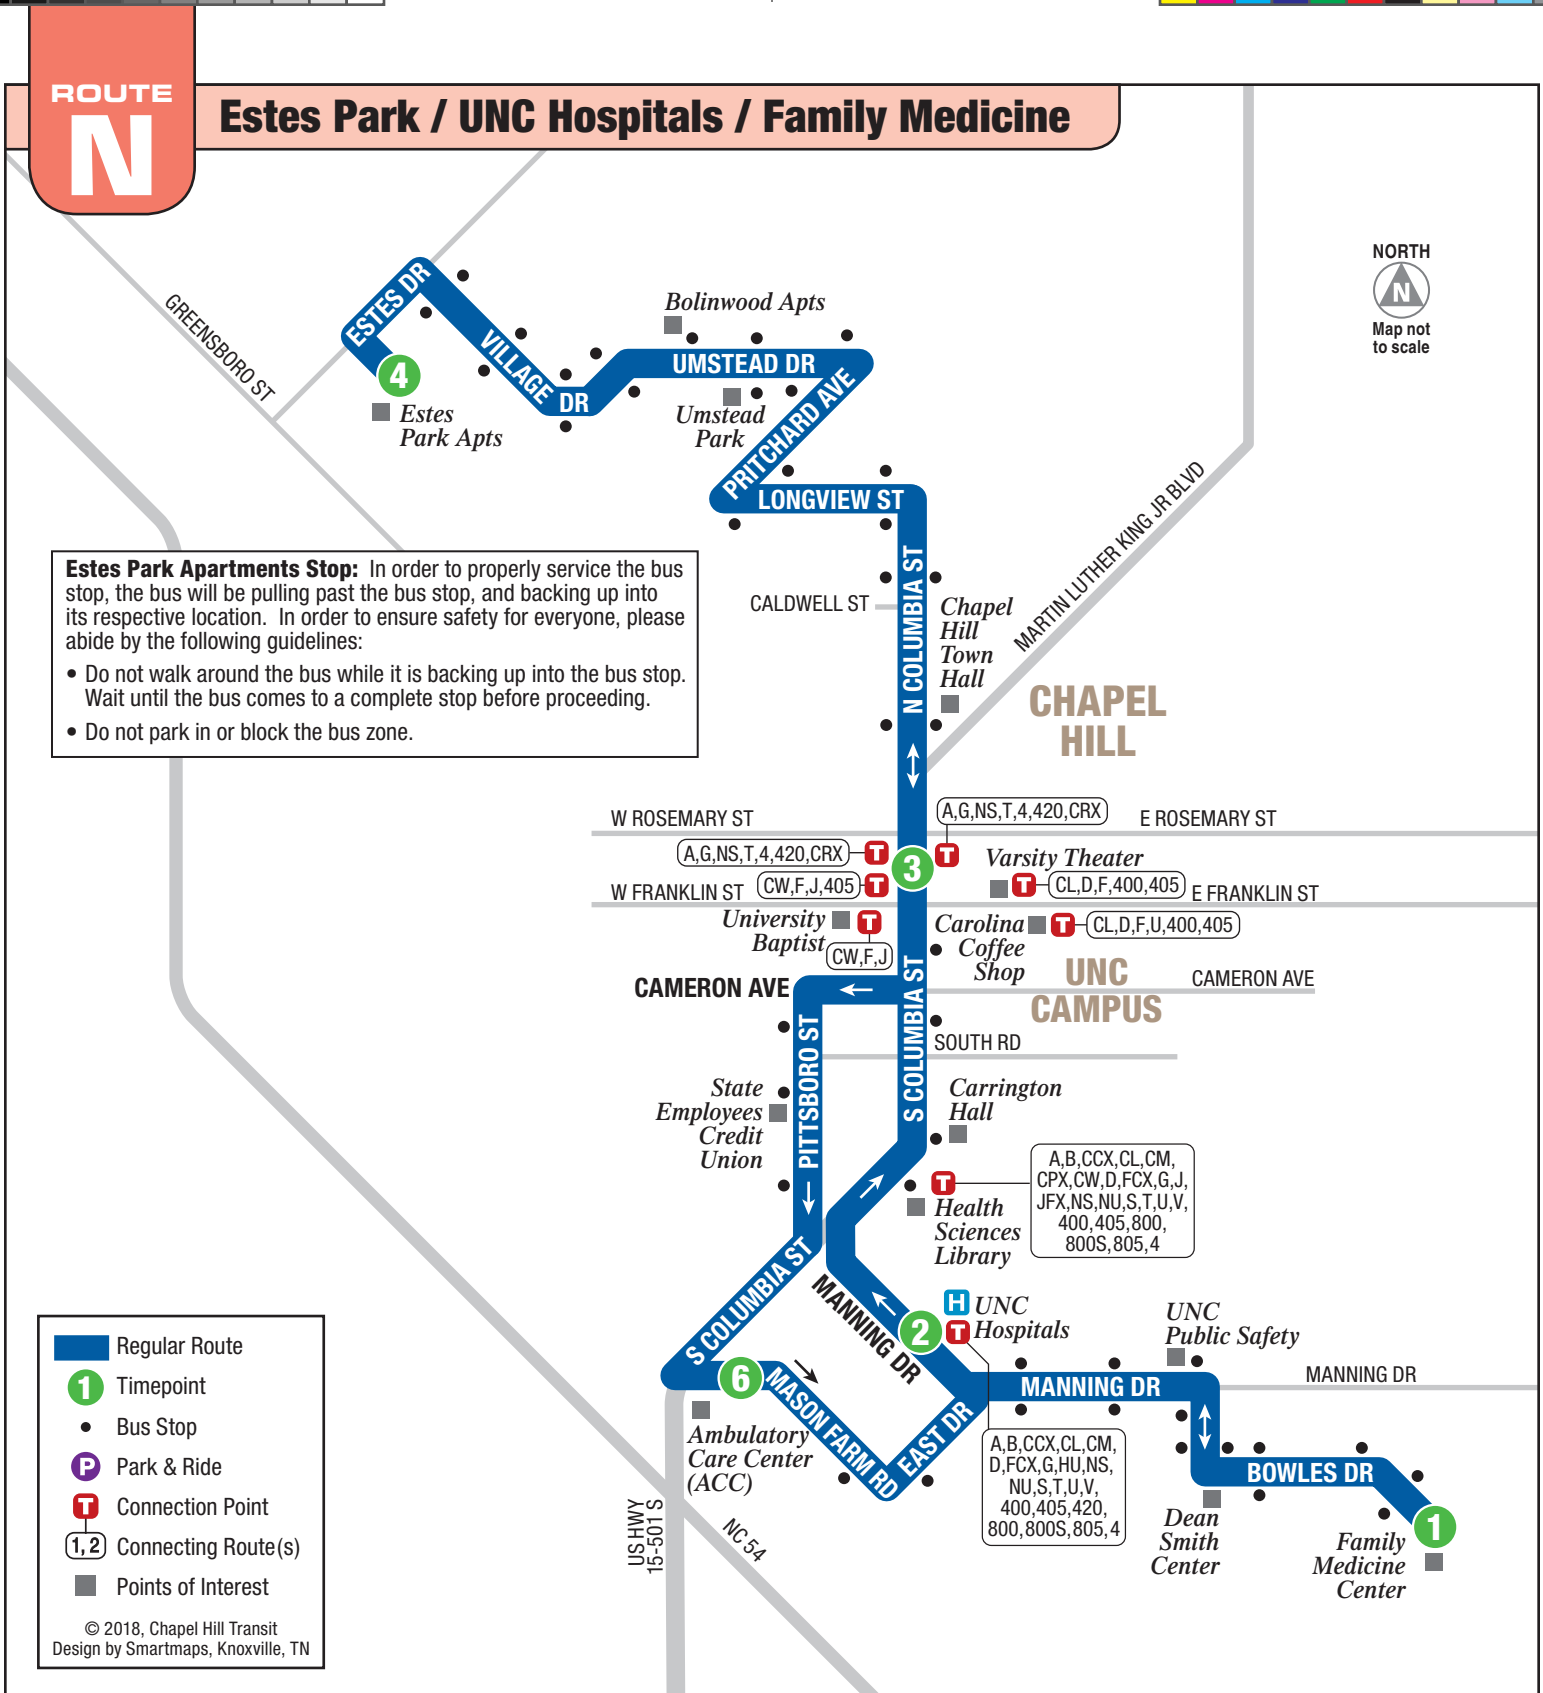 ROUTE
N
Estes Park / UNC Hospitals / Family Medicine
NORTH
N
Map not
to scale
GREENSBORO ST
ESTES DR
4
Estes
Park Apts
VILLAGE
DR
Bolinwood Apts
UMSTEAD DR
Umstead
Park
PRITCHARD AVE
LONGVIEW ST
MARTIN LUTHER KING JR BLVD
Estes Park Apartments Stop: In order to properly service the bus
stop, the bus will be pulling past the bus stop, and backing up into
its respective location. In order to ensure safety for everyone, please
abide by the following guidelines:
• Do not walk around the bus while it is backing up into the bus stop.
Wait until the bus comes to a complete stop before proceeding.
• Do not park in or block the bus zone.
CALDWELL ST
N COLUMBIA ST
Chapel
Hill
Town
Hall
CHAPEL
HILL
W ROSEMARY ST
A,G,NS,T,4,420,CRX
E ROSEMARY ST
A,G,NS,T,4,420,CRX
T
3
T
Varsity Theater
W FRANKLIN ST
CW,F,J,405
T
T
CL,D,F,400,405
E FRANKLIN ST
University
Baptist
T
CW,F,J
Carolina
Coffee
Shop
T
CL,D,F,U,400,405
UNC
CAMPUS
CAMERON AVE
CAMERON AVE
S COLUMBIA ST
SOUTH RD
PITTSBORO ST
State
Employees
Credit
Union
Carrington
Hall
T
Health
Sciences
Library
A,B,CCX,CL,CM,
CPX,CW,D,FCX,G,J,
JFX,NS,NU,S,T,U,V,
400,405,800,
800S,805,4
S COLUMBIA ST
MANNING DR
2
H
T
UNC
Hospitals
UNC
Public Safety
MANNING DR
MANNING DR
6
MASON FARM RD
EAST DR
Ambulatory
Care Center
(ACC)
A,B,CCX,CL,CM,
D,FCX,G,HU,NS,
NU,S,T,U,V,
400,405,420,
800,800S,805,4
BOWLES DR
Dean
Smith
Center
1
Family
Medicine
Center
US HWY
15-501 S
NC 54
Regular Route
1 Timepoint
Bus Stop
P Park & Ride
T Connection Point
1,2 Connecting Route(s)
Points of Interest
© 2018, Chapel Hill Transit
Design by Smartmaps, Knoxville, TN